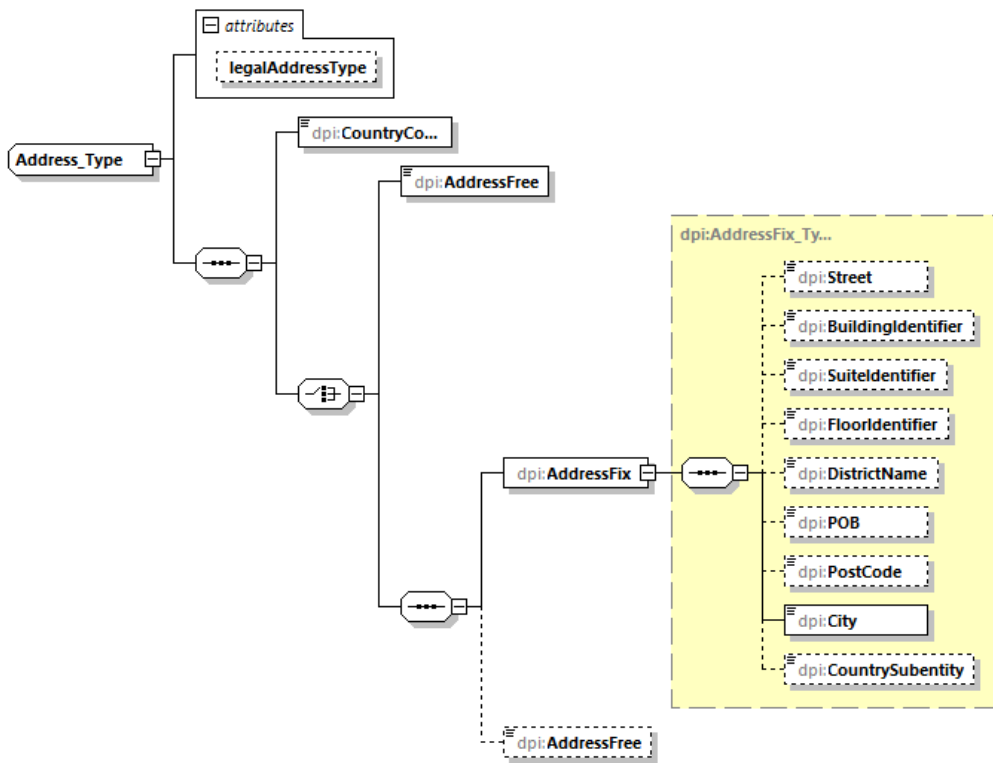 attributes
legalAddressType
dpi:CountryCo...
Address_Type
dpi:AddressFree
dpi:AddressFix_Ty...
dpi:Street
dpi:BuildingIdentifier
dpi:SuiteIdentifier
dpi:FloorIdentifier
dpi:AddressFix
dpi:DistrictName
dpi:POB
dpi:PostCode
dpi:City
dpi:CountrySubentity
dpi:AddressFree